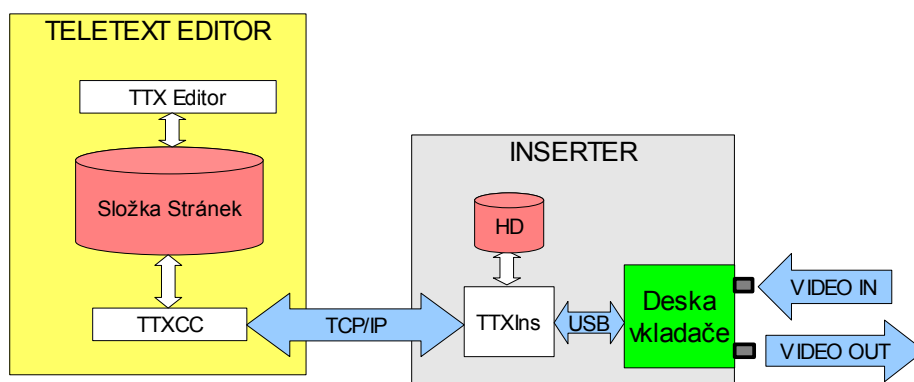 TELETEXT EDITOR
TTX Editor
Složka Stránek
TTXCC
TCP/IP
INSERTER
HD
TTXIns
USB
Deska
vkladače
VIDEO IN
VIDEO OUT